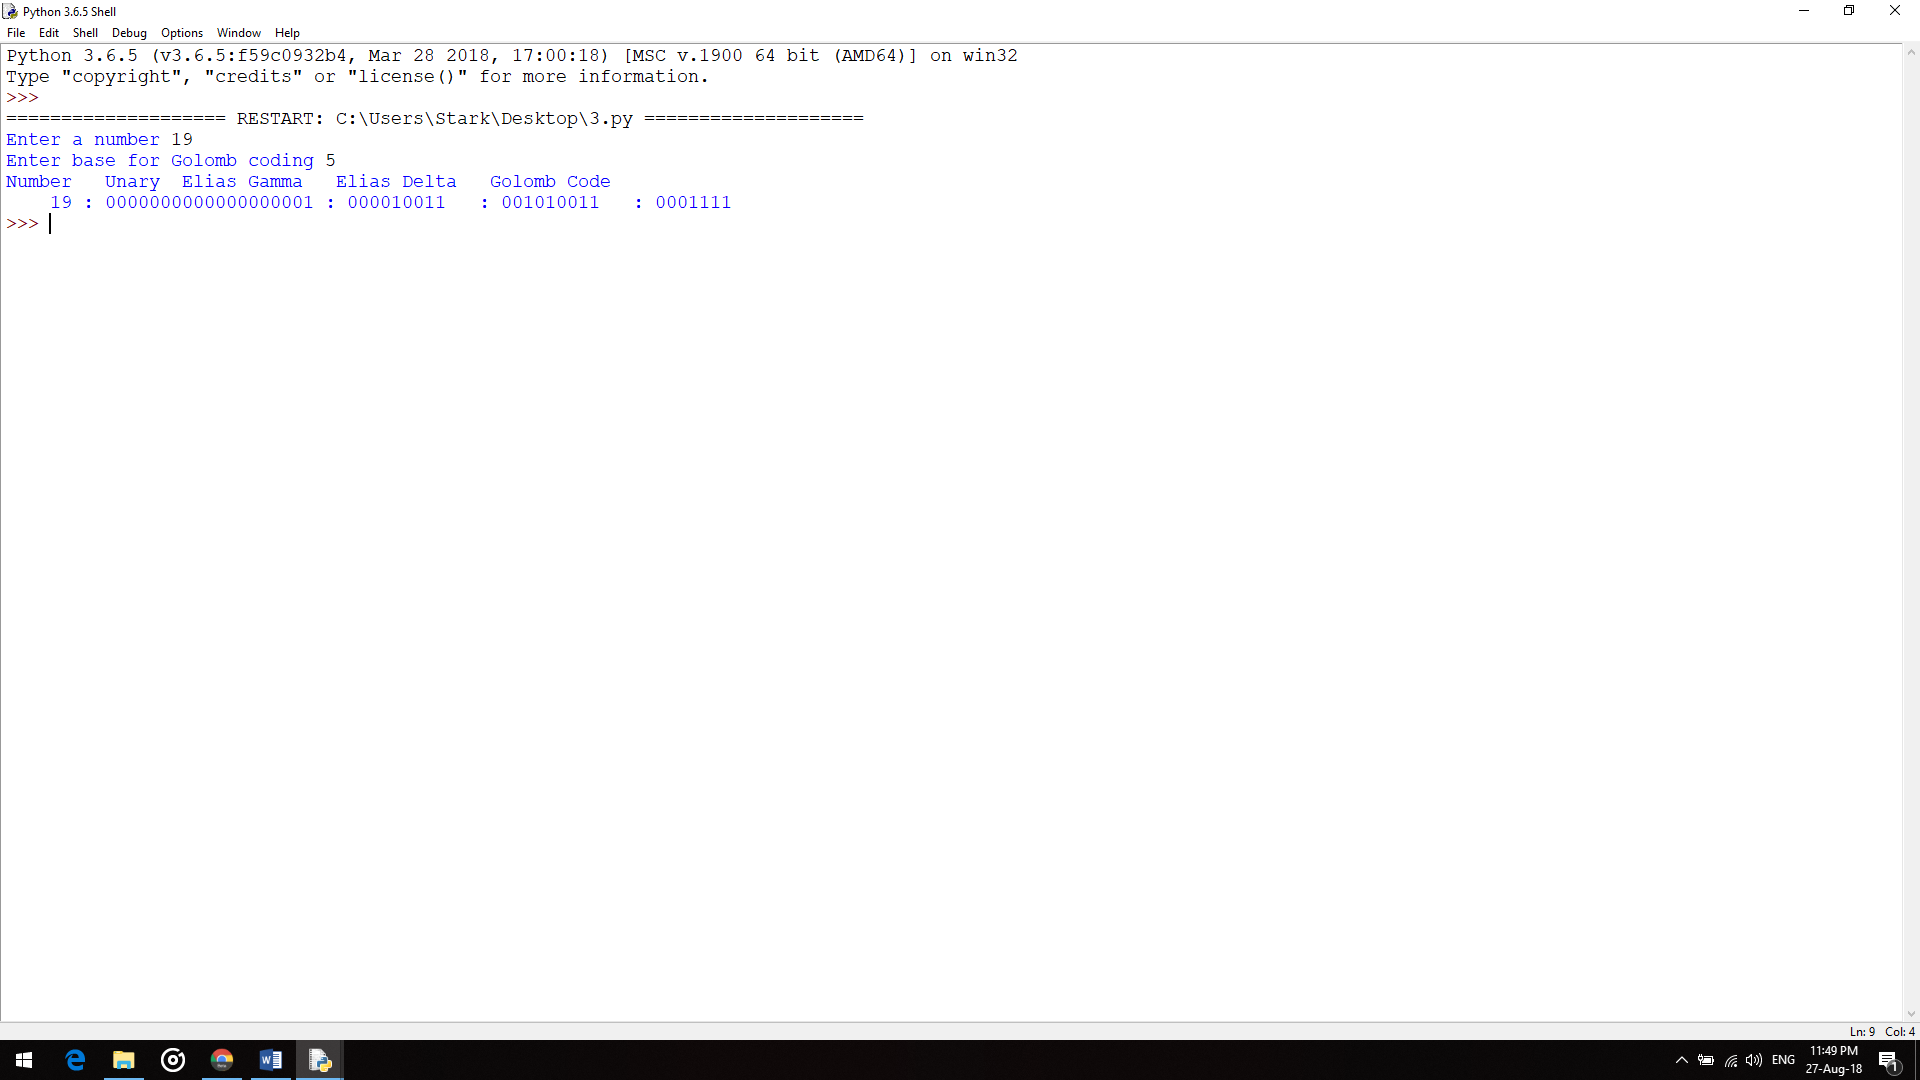 Python 3.6.5 Shell
File Edit Shell Debug Options Window Help
Python 3.6.5 (v3.6.5:f59c0932b4, Mar 28 2018, 17:00:18) [MSC v.1900 64 bit (AMD64)] on win32
Type "copyright", "credits" or "license()" for more information.
>>>
==================== RESTART: C:\Users\Stark\Desktop\3.py ====================
Enter a number 19
Enter base for Golomb coding 5
Number   Unary  Elias Gamma   Elias Delta   Golomb Code
    19 : 0000000000000000001 : 000010011   : 001010011   : 0001111
>>>
Ln: 9 Col: 4
ENG 11:49 PM
27-Aug-18 1